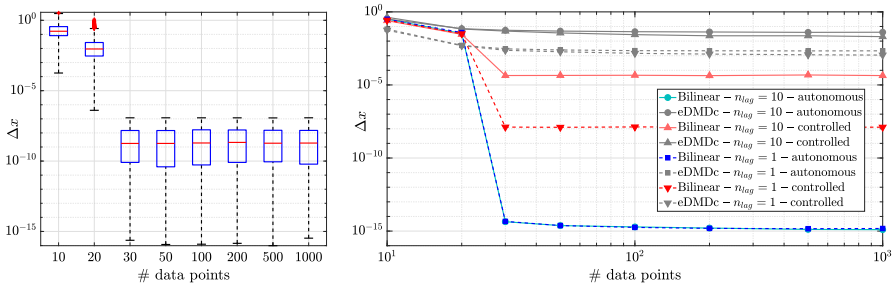 10^0
10^-5
10^-10
10^-15
Δx
10 20 30 50 100 200 500 1000
# data points
10^0
10^-5
10^-10
10^-15
Δx
Bilinear − n_lag = 10 − autonomous
eDMDc − n_lag = 10 − autonomous
Bilinear − n_lag = 10 − controlled
eDMDc − n_lag = 10 − controlled
Bilinear − n_lag = 1 − autonomous
eDMDc − n_lag = 1 − autonomous
Bilinear − n_lag = 1 − controlled
eDMDc − n_lag = 1 − controlled
10^1 10^2 10^3
# data points